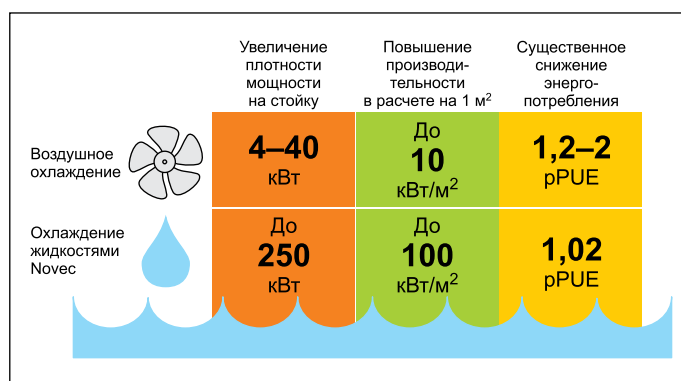 Увеличение
плотности
мощности
на стойку
Повышение
производи-
тельности
в расчете на 1 м²
Существенное
снижение
энерго-
потребления
Воздушное
охлаждение
4–40
кВт
До
10
кВт/м²
1,2–2
pPUE
Охлаждение
жидкостями
Novec
До
250
кВт
До
100
кВт/м²
1,02
pPUE